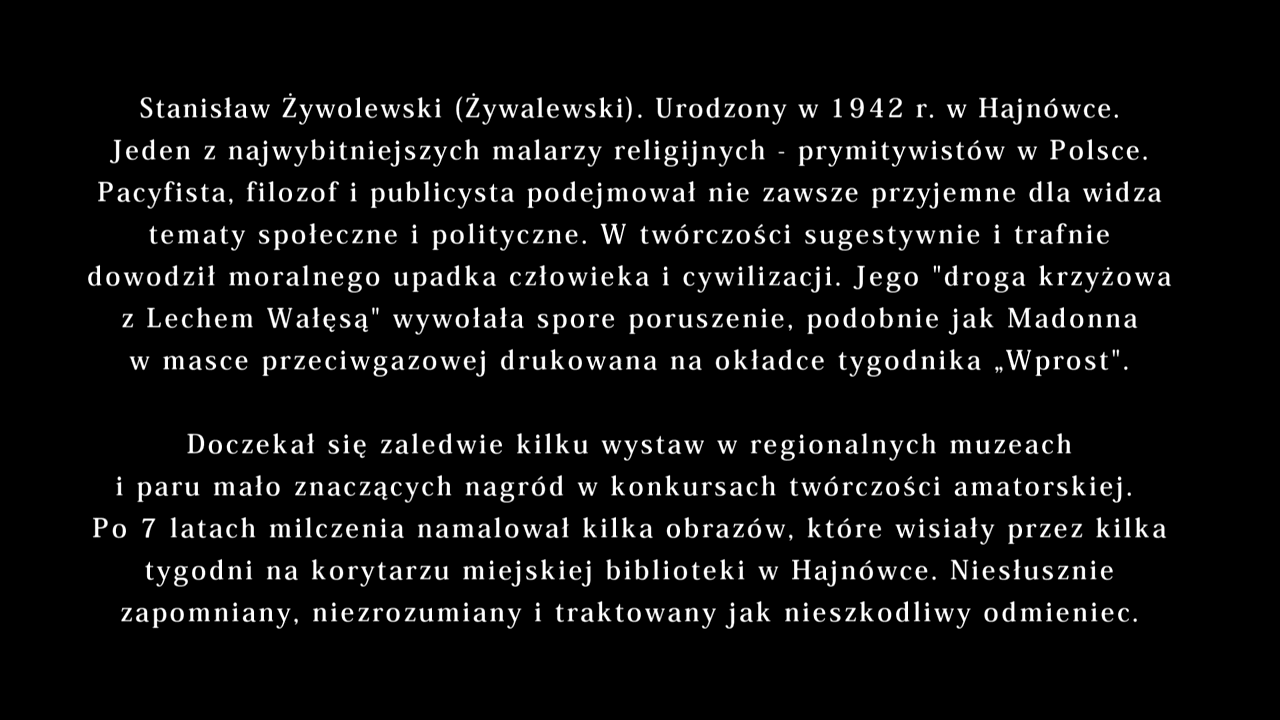 Stanisław Żywolewski (Żywalewski). Urodzony w 1942 r. w Hajnówce.
Jeden z najwybitniejszych malarzy religijnych - prymitywistów w Polsce.
Pacyfista, filozof i publicysta podejmował nie zawsze przyjemne dla widza
tematy społeczne i polityczne. W twórczości sugestywnie i trafnie
dowodził moralnego upadka człowieka i cywilizacji. Jego "droga krzyżowa
z Lechem Wałęsą" wywołała spore poruszenie, podobnie jak Madonna
w masce przeciwgazowej drukowana na okładce tygodnika „Wprost".
Doczekał się zaledwie kilku wystaw w regionalnych muzeach
i paru mało znaczących nagród w konkursach twórczości amatorskiej.
Po 7 latach milczenia namalował kilka obrazów, które wisiały przez kilka
tygodni na korytarzu miejskiej biblioteki w Hajnówce. Niesłusznie
zapomniany, niezrozumiany i traktowany jak nieszkodliwy odmieniec.